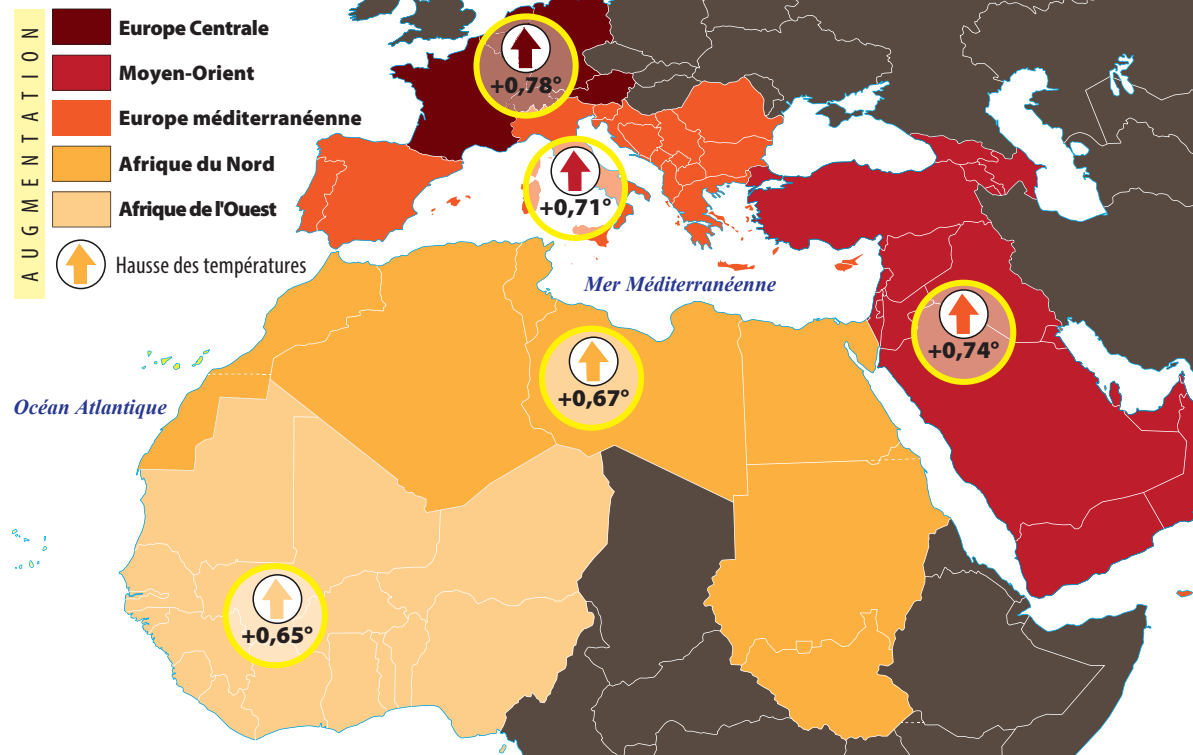 AUGMENTATION
Europe Centrale
Moyen-Orient
Europe méditerranéenne
Afrique du Nord
Afrique de l'Ouest
Hausse des températures
+0,78°
+0,71°
Mer Méditerranéenne
+0,74°
+0,67°
Océan Atlantique
+0,65°